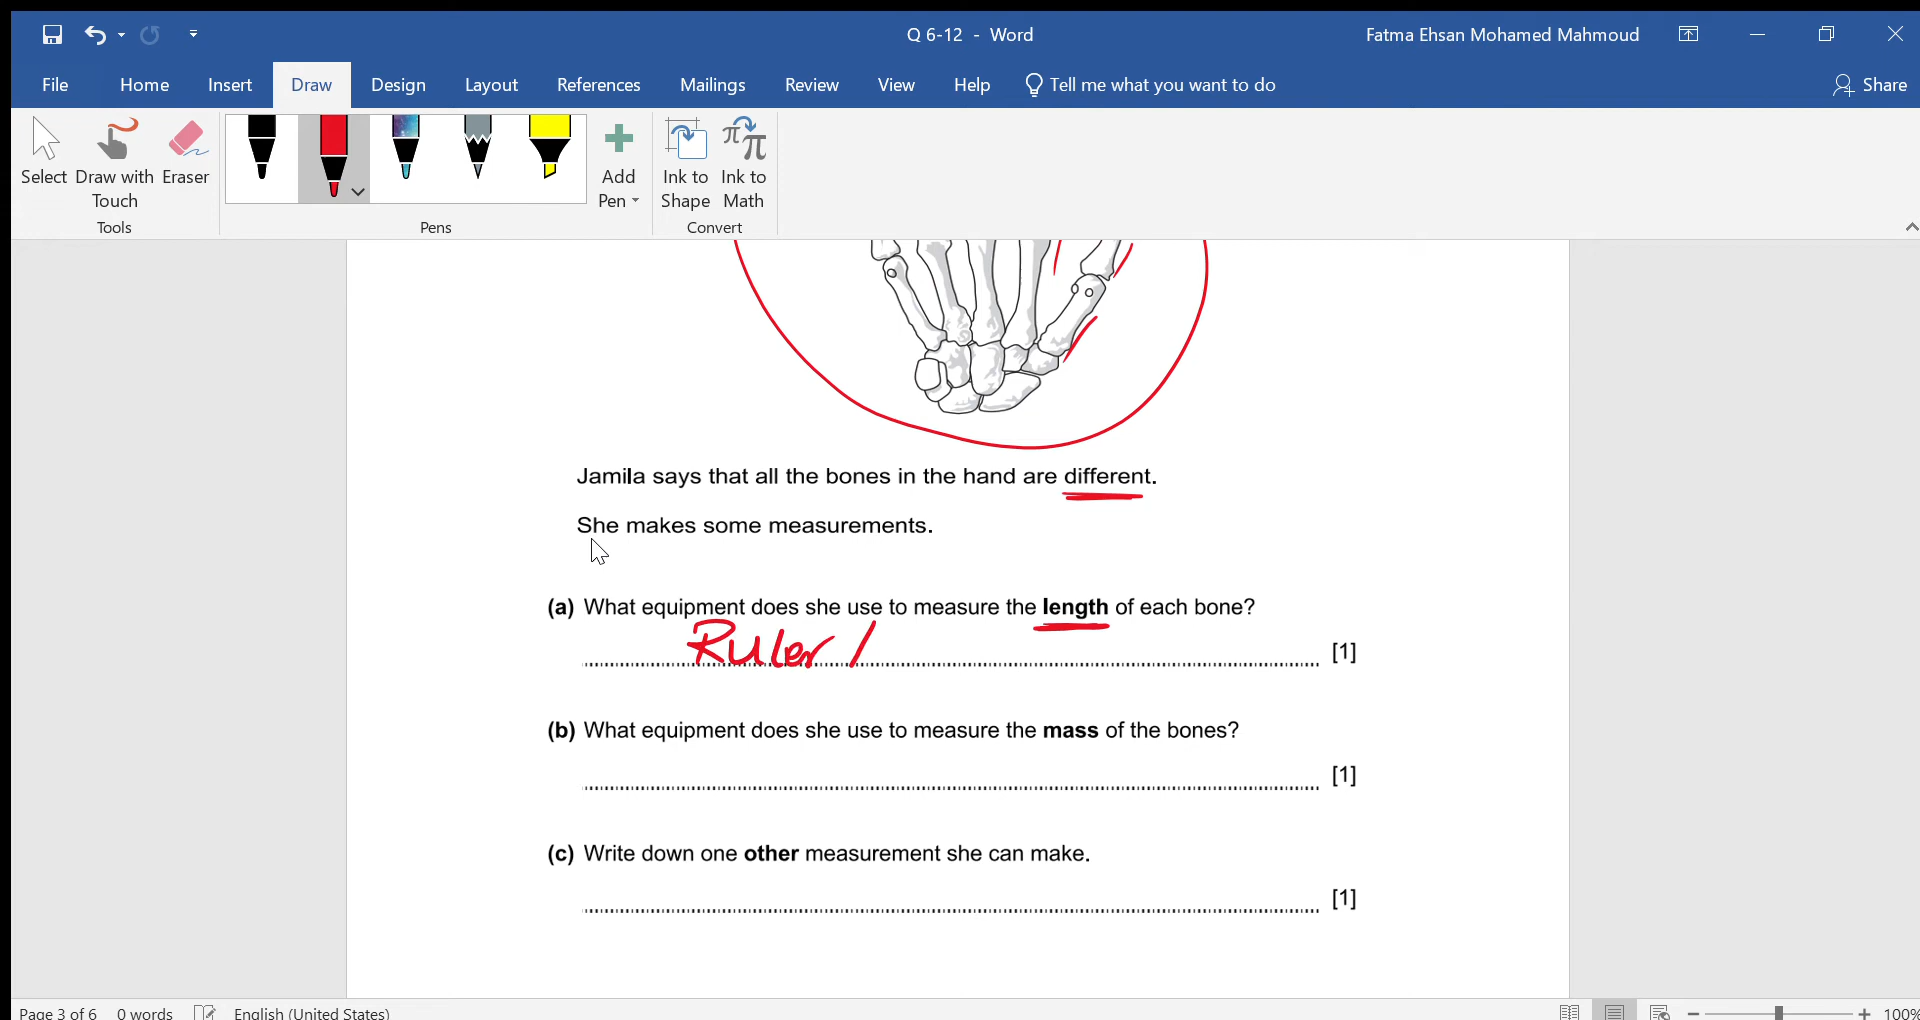 Q 6-12 - Word
Fatma Ehsan Mohamed Mahmoud
File Home Insert Draw Design Layout References Mailings Review View Help Tell me what you want to do Share
Select Draw with Touch Eraser Add Pen Ink to Shape Ink to Math
Tools Pens Convert
Jamila says that all the bones in the hand are different.
She makes some measurements.
(a) What equipment does she use to measure the length of each bone?
Ruler /
[1]
(b) What equipment does she use to measure the mass of the bones?
[1]
(c) Write down one other measurement she can make.
[1]
Page 3 of 6 0 words English (United States) 100%